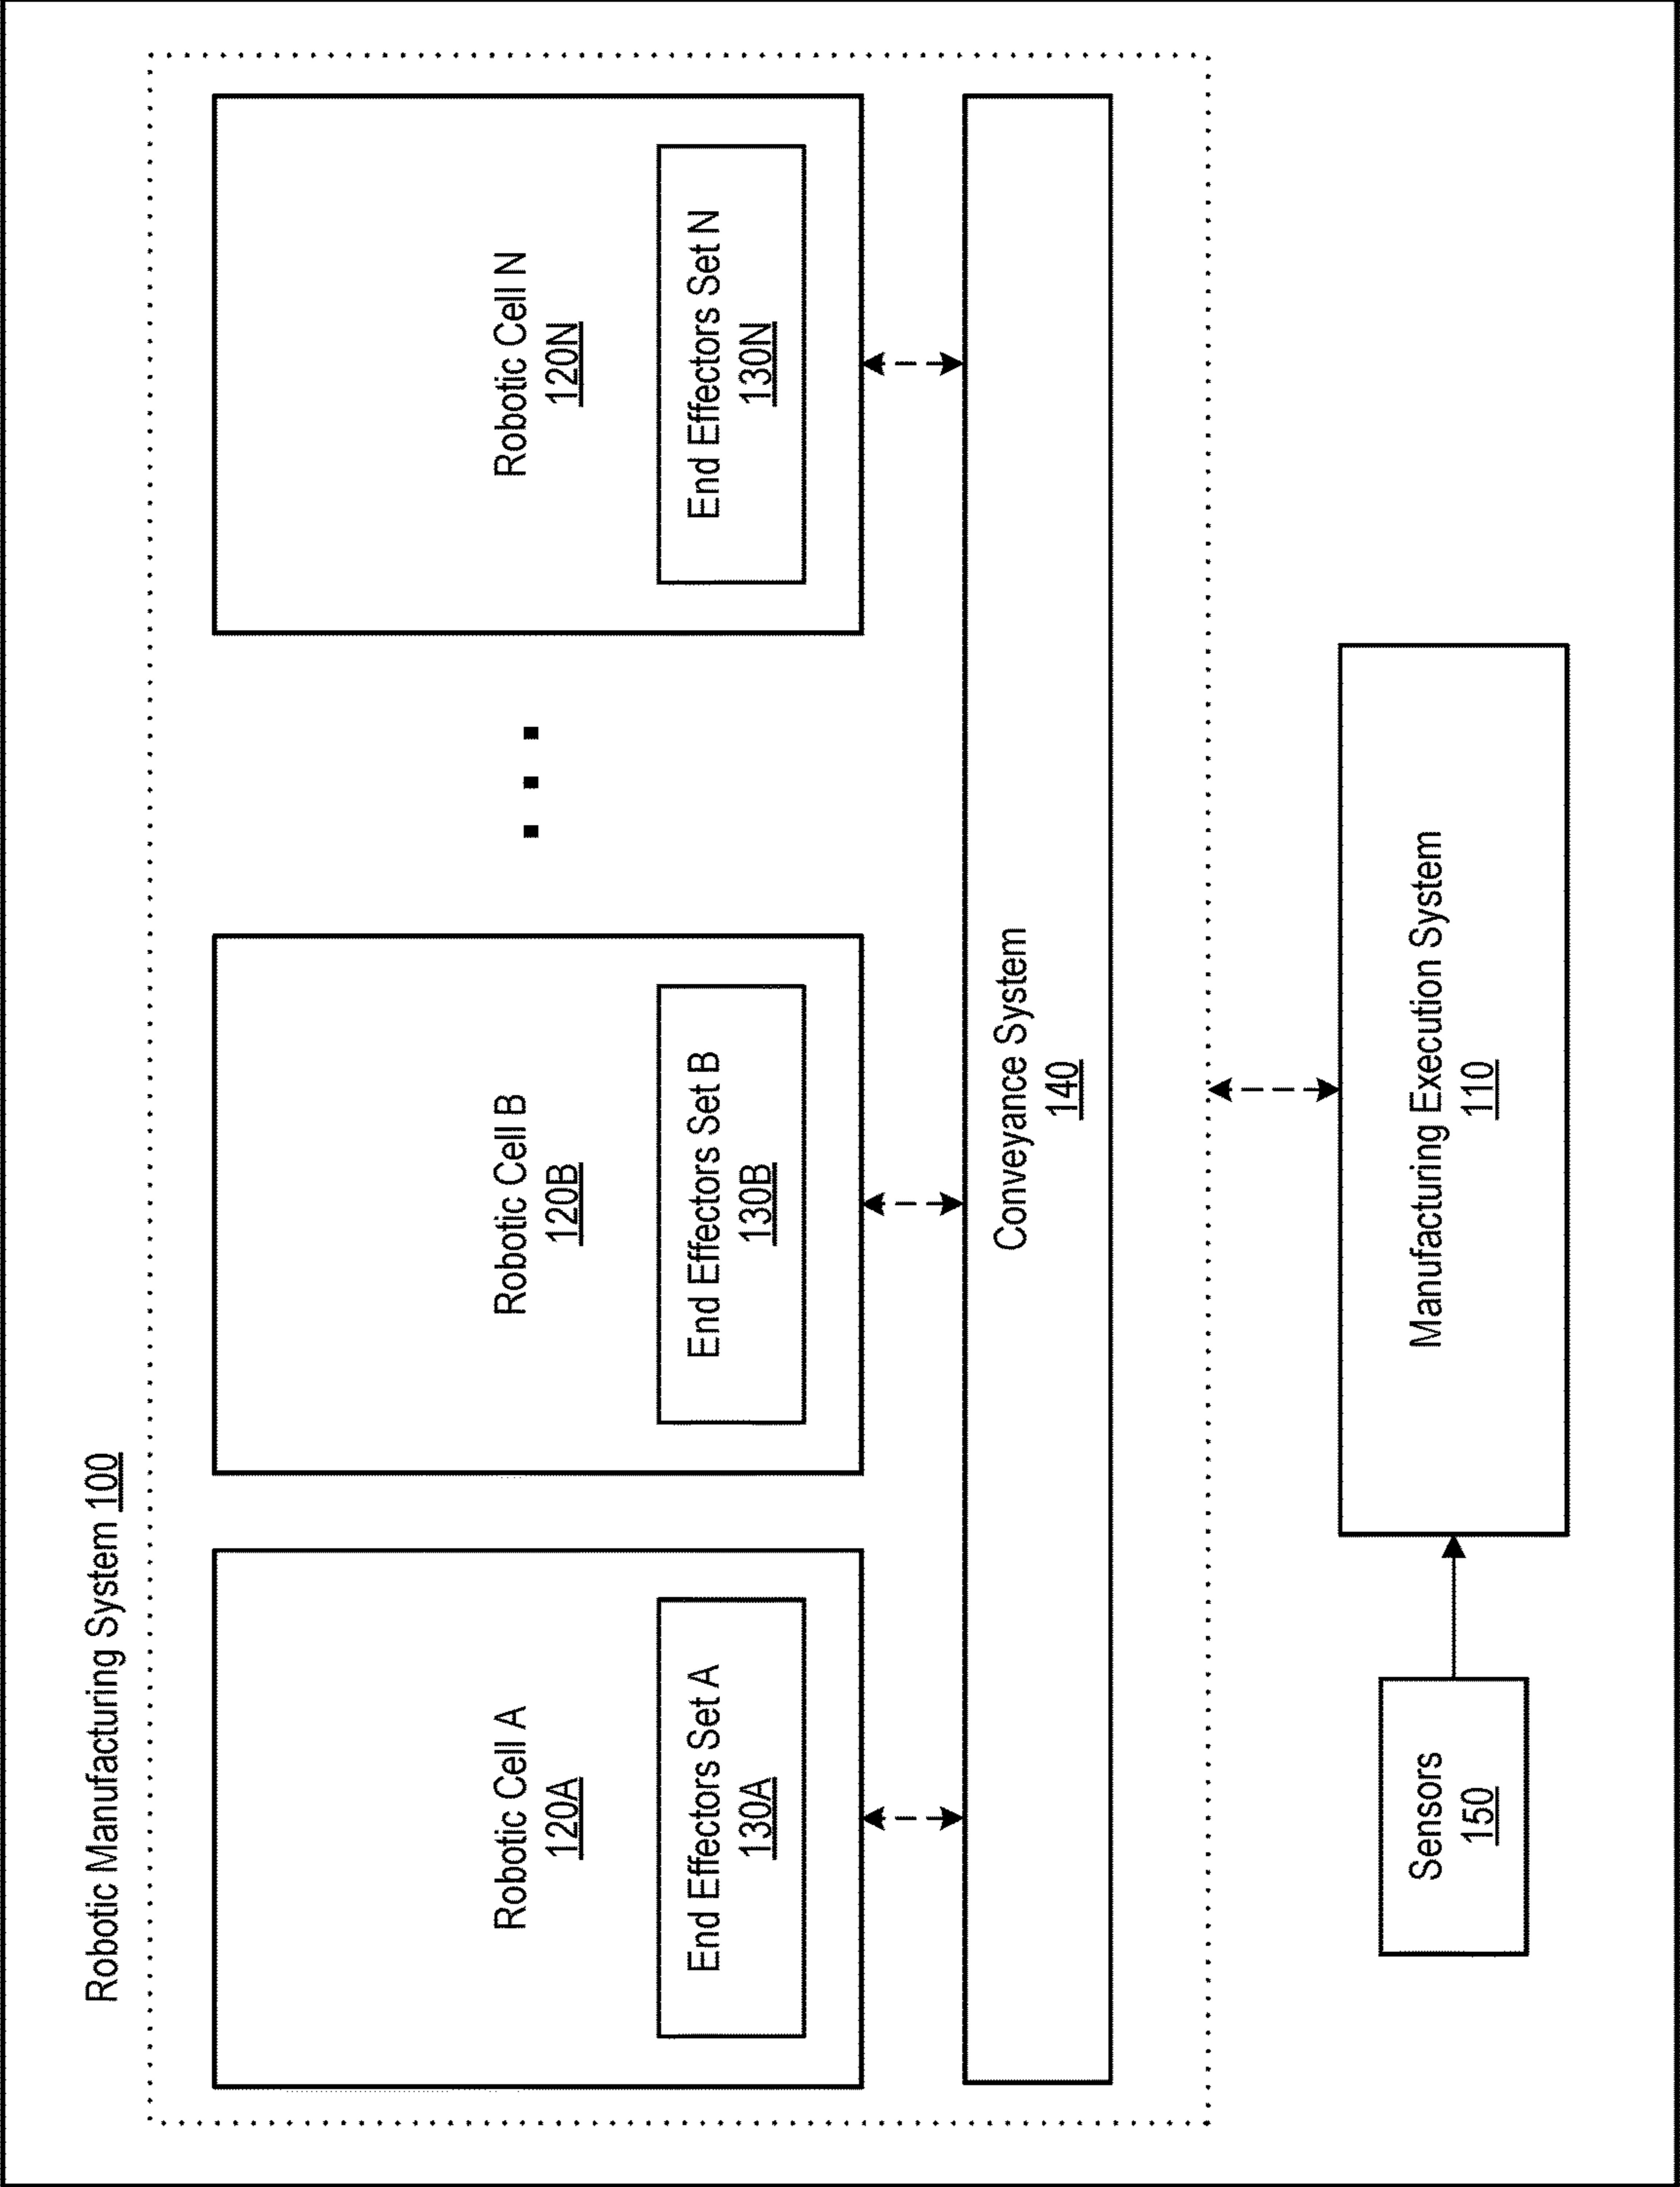 Robotic Manufacturing System 100
Robotic Cell A
120A
End Effectors Set A
130A
Robotic Cell B
120B
End Effectors Set B
130B
Robotic Cell N
120N
End Effectors Set N
130N
Conveyance System
140
Sensors
150
Manufacturing Execution System
110